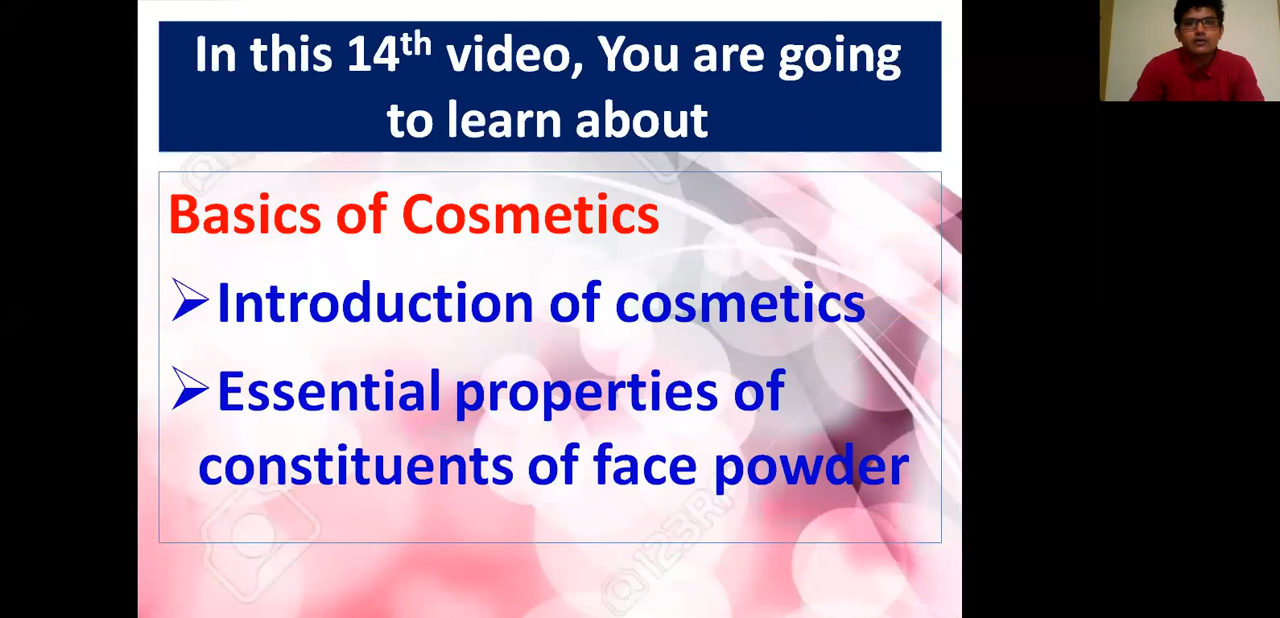 In this 14th video, You are going
to learn about
Basics of Cosmetics
➢Introduction of cosmetics
➢Essential properties of
constituents of face powder
@123RF